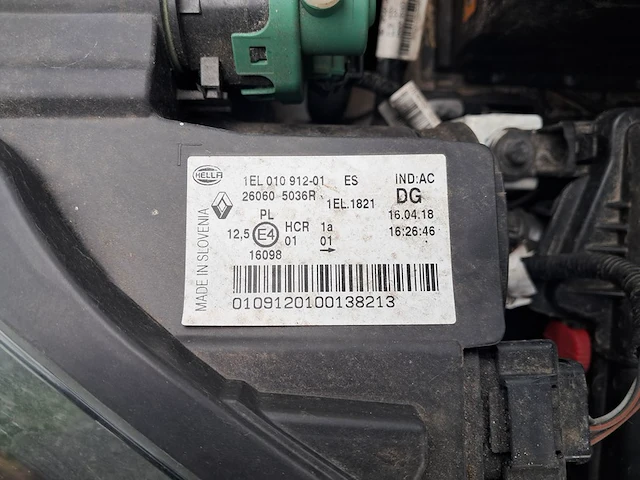 HELLA
1EL 010 912-01 ES IND:AC
26060 5036R 1EL.1821 DG
PL 16.04.18
12,5 E4 HCR 1a 16:26:46
01 01
16098
MADE IN SLOVENIA
0109120100138213